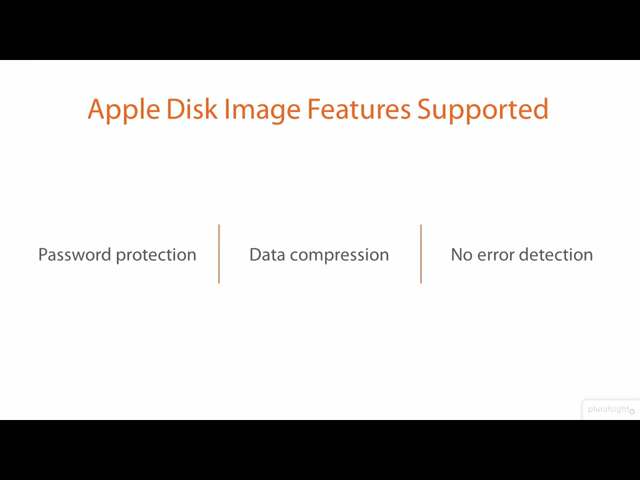 Apple Disk Image Features Supported
Password protection
Data compression
No error detection
pluralsight